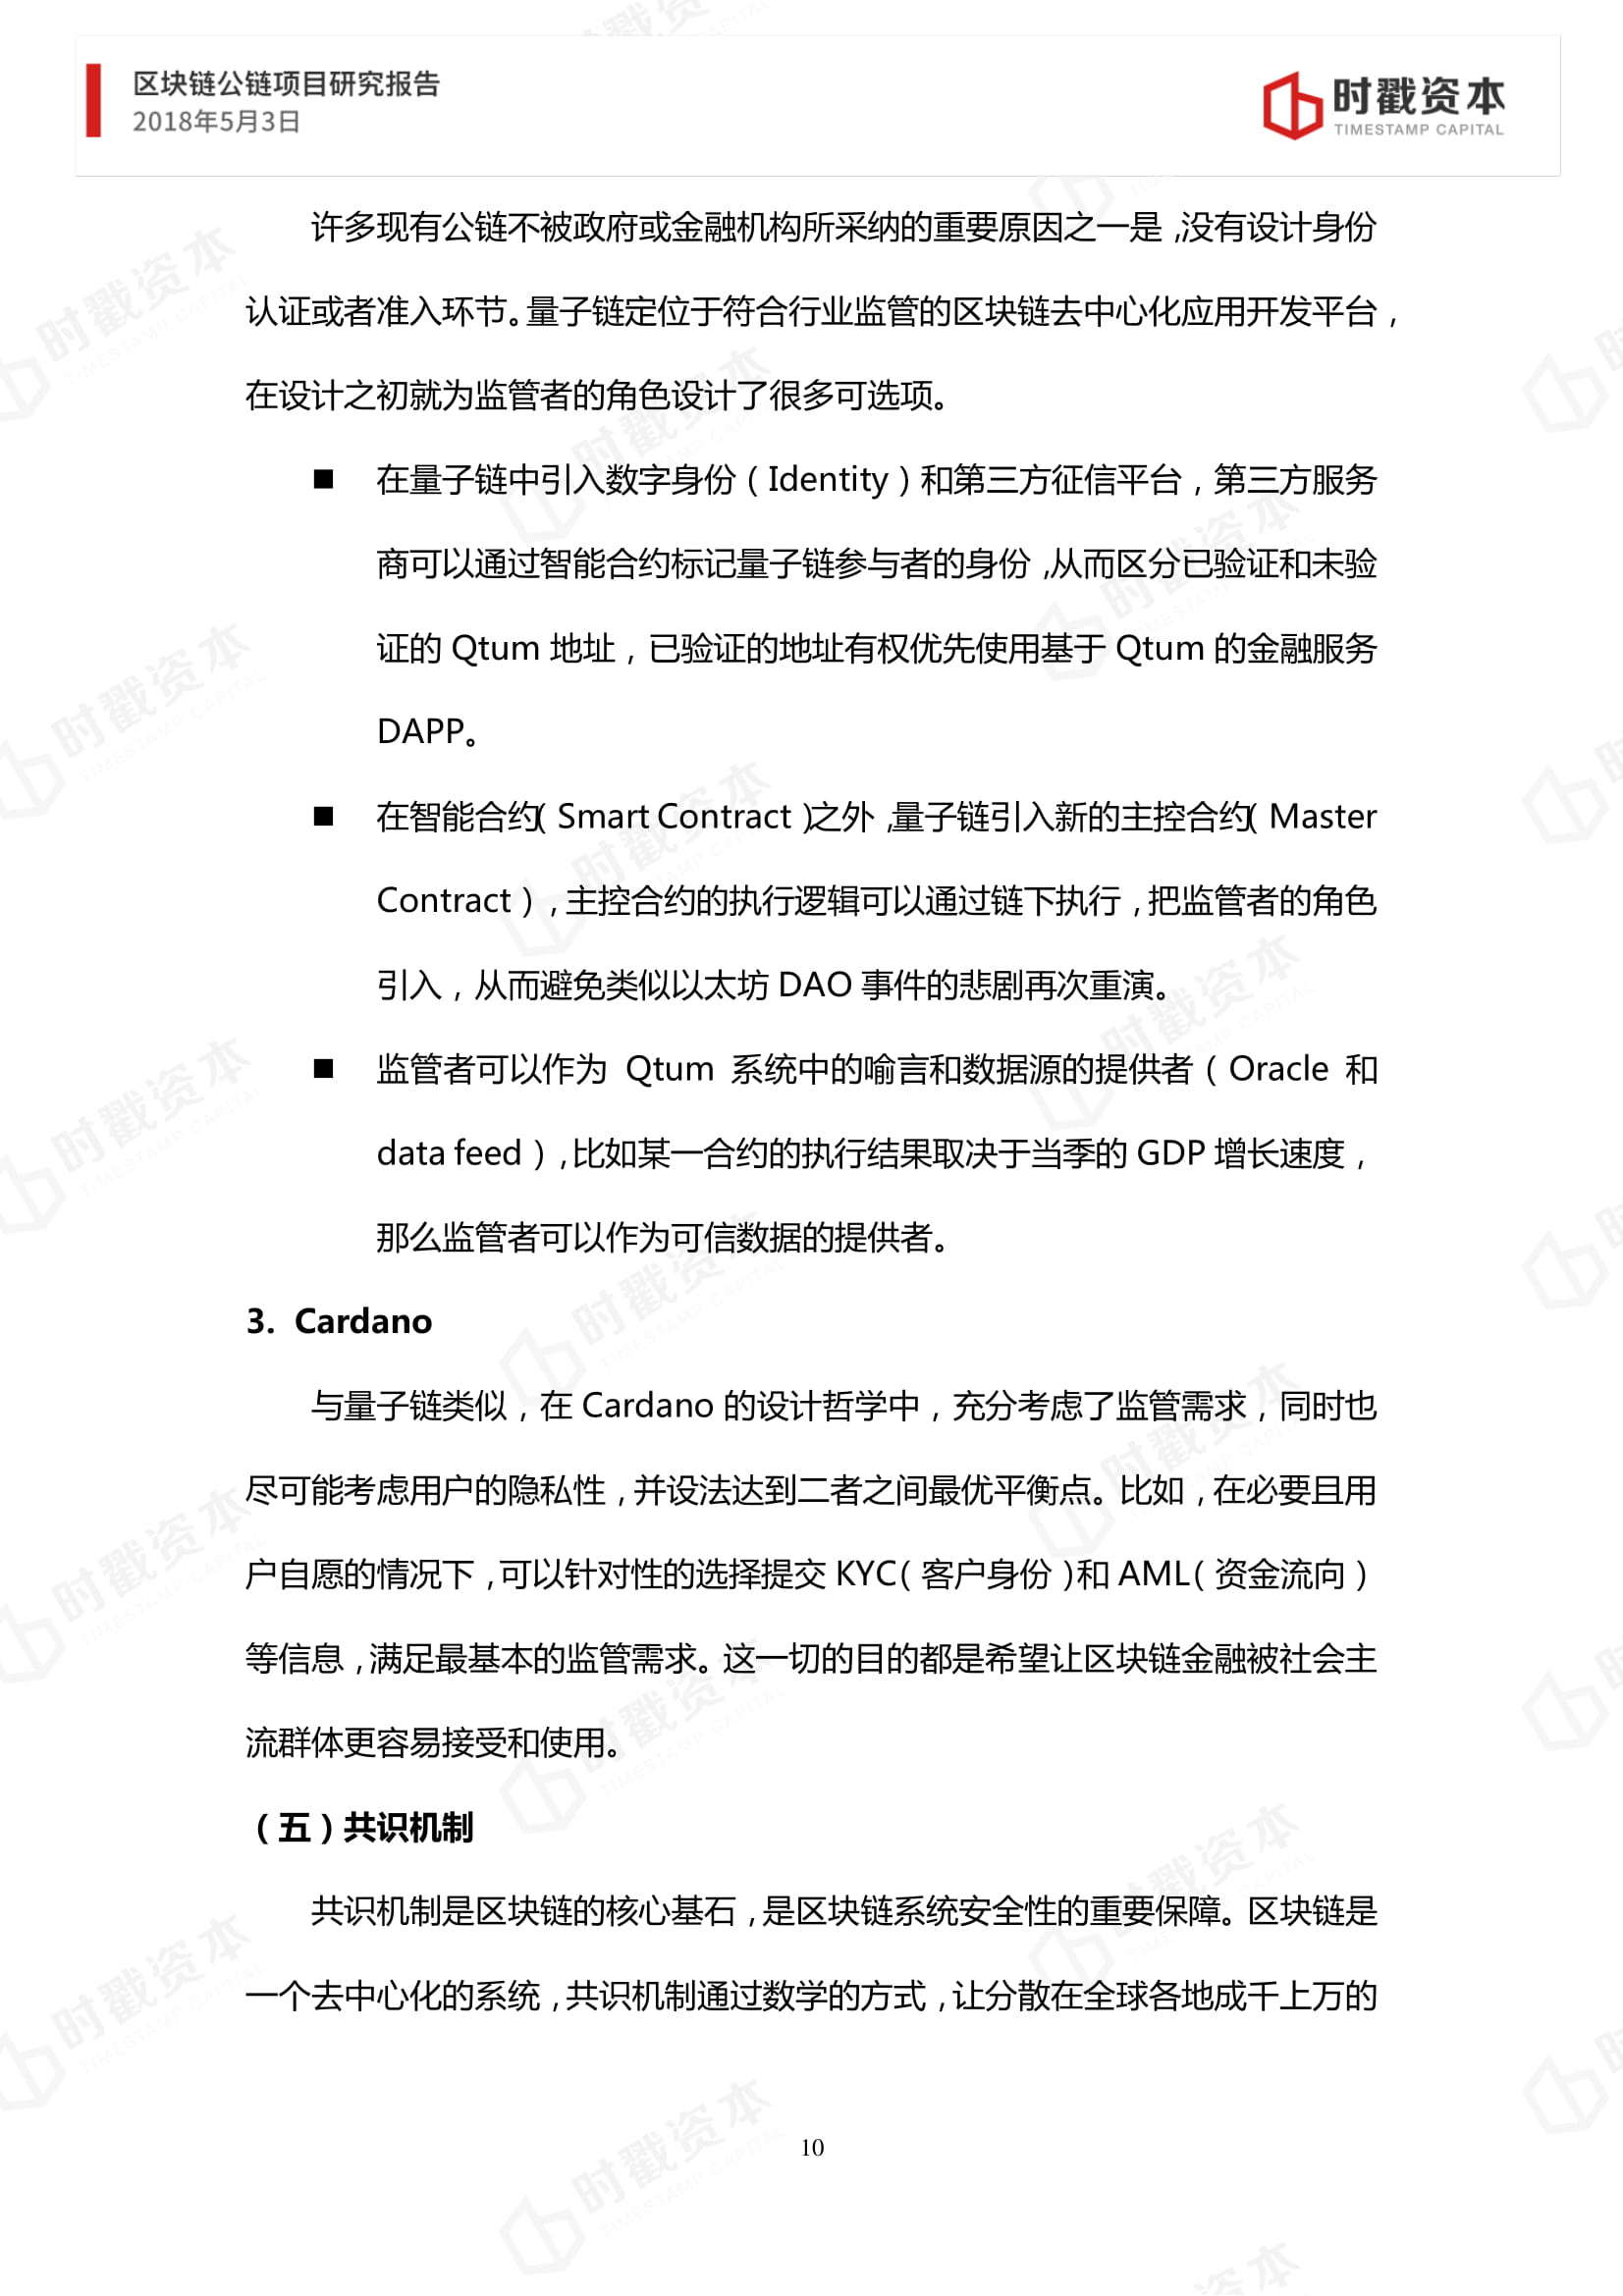 区块链公链项目研究报告
2018年5月3日
时戳资本
TIMESTAMP CAPITAL
许多现有公链不被政府或金融机构所采纳的重要原因之一是，没有设计身份
认证或者准入环节。量子链定位于符合行业监管的区块链去中心化应用开发平台，
在设计之初就为监管者的角色设计了很多可选项。
■ 在量子链中引入数字身份（Identity）和第三方征信平台，第三方服务
商可以通过智能合约标记量子链参与者的身份，从而区分已验证和未验
证的 Qtum 地址，已验证的地址有权优先使用基于 Qtum 的金融服务
DAPP。
■ 在智能合约（Smart Contract）之外，量子链引入新的主控合约（Master
Contract），主控合约的执行逻辑可以通过链下执行，把监管者的角色
引入，从而避免类似以太坊 DAO 事件的悲剧再次重演。
■ 监管者可以作为 Qtum 系统中的喻言和数据源的提供者（Oracle 和
data feed），比如某一合约的执行结果取决于当季的 GDP 增长速度，
那么监管者可以作为可信数据的提供者。
3. Cardano
与量子链类似，在 Cardano 的设计哲学中，充分考虑了监管需求，同时也
尽可能考虑用户的隐私性，并设法达到二者之间最优平衡点。比如，在必要且用
户自愿的情况下，可以针对性的选择提交 KYC（客户身份）和 AML（资金流向）
等信息，满足最基本的监管需求。这一切的目的都是希望让区块链金融被社会主
流群体更容易接受和使用。
（五）共识机制
共识机制是区块链的核心基石，是区块链系统安全性的重要保障。区块链是
一个去中心化的系统，共识机制通过数学的方式，让分散在全球各地成千上万的
10